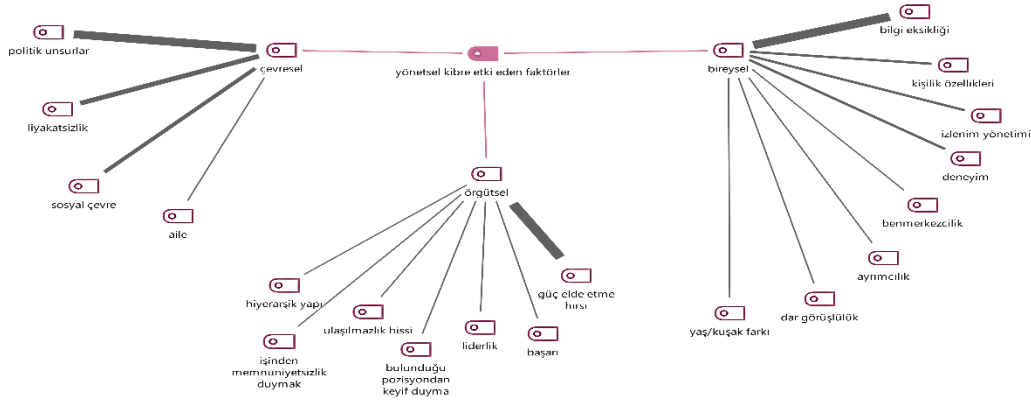 bilgi eksikliği
politik unsurlar
çevresel
yönetsel kibre etki eden faktörler
bireysel
kişilik özellikleri
liyakatsizlik
izlenim yönetimi
deneyim
sosyal çevre
örgütsel
aile
benmerkezcilik
ayrımcılık
hiyerarşik yapı
güç elde etme
hırsı
dar görüşlülük
ulaşılmazlık hissi
yaş/kuşak farkı
liderlik
başarı
işinden
memnuniyetsizlik
duymak
bulunduğu
pozisyondan
keyif duyma